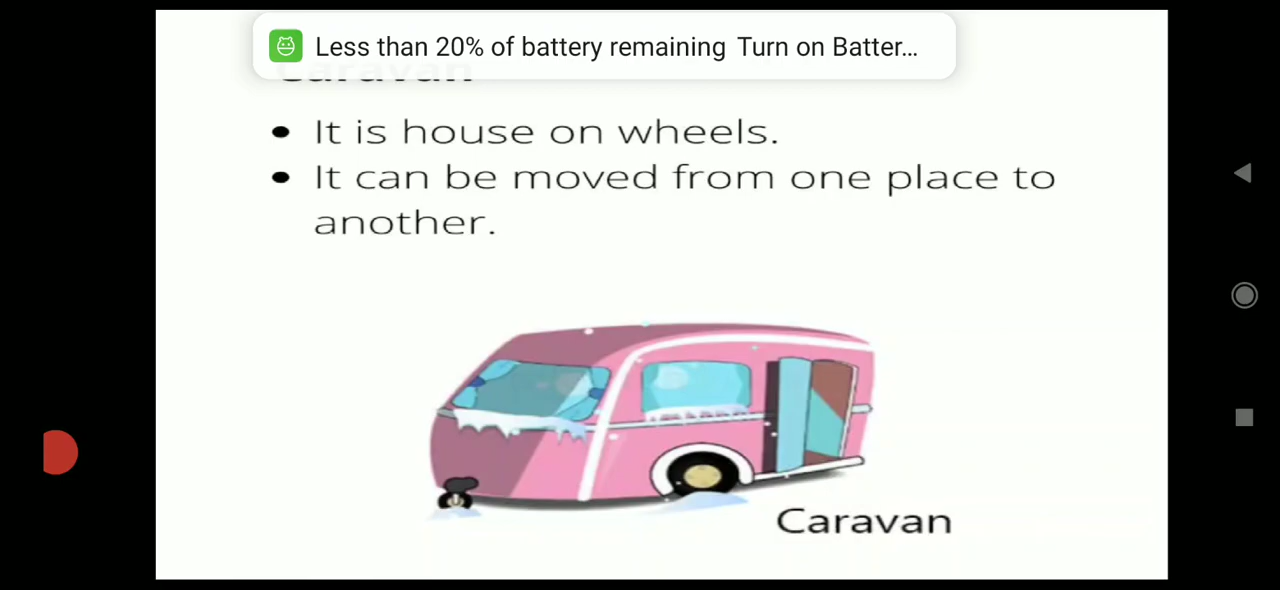 Less than 20% of battery remaining Turn on Batter...
Caravan
• It is house on wheels.
• It can be moved from one place to
another.
Caravan